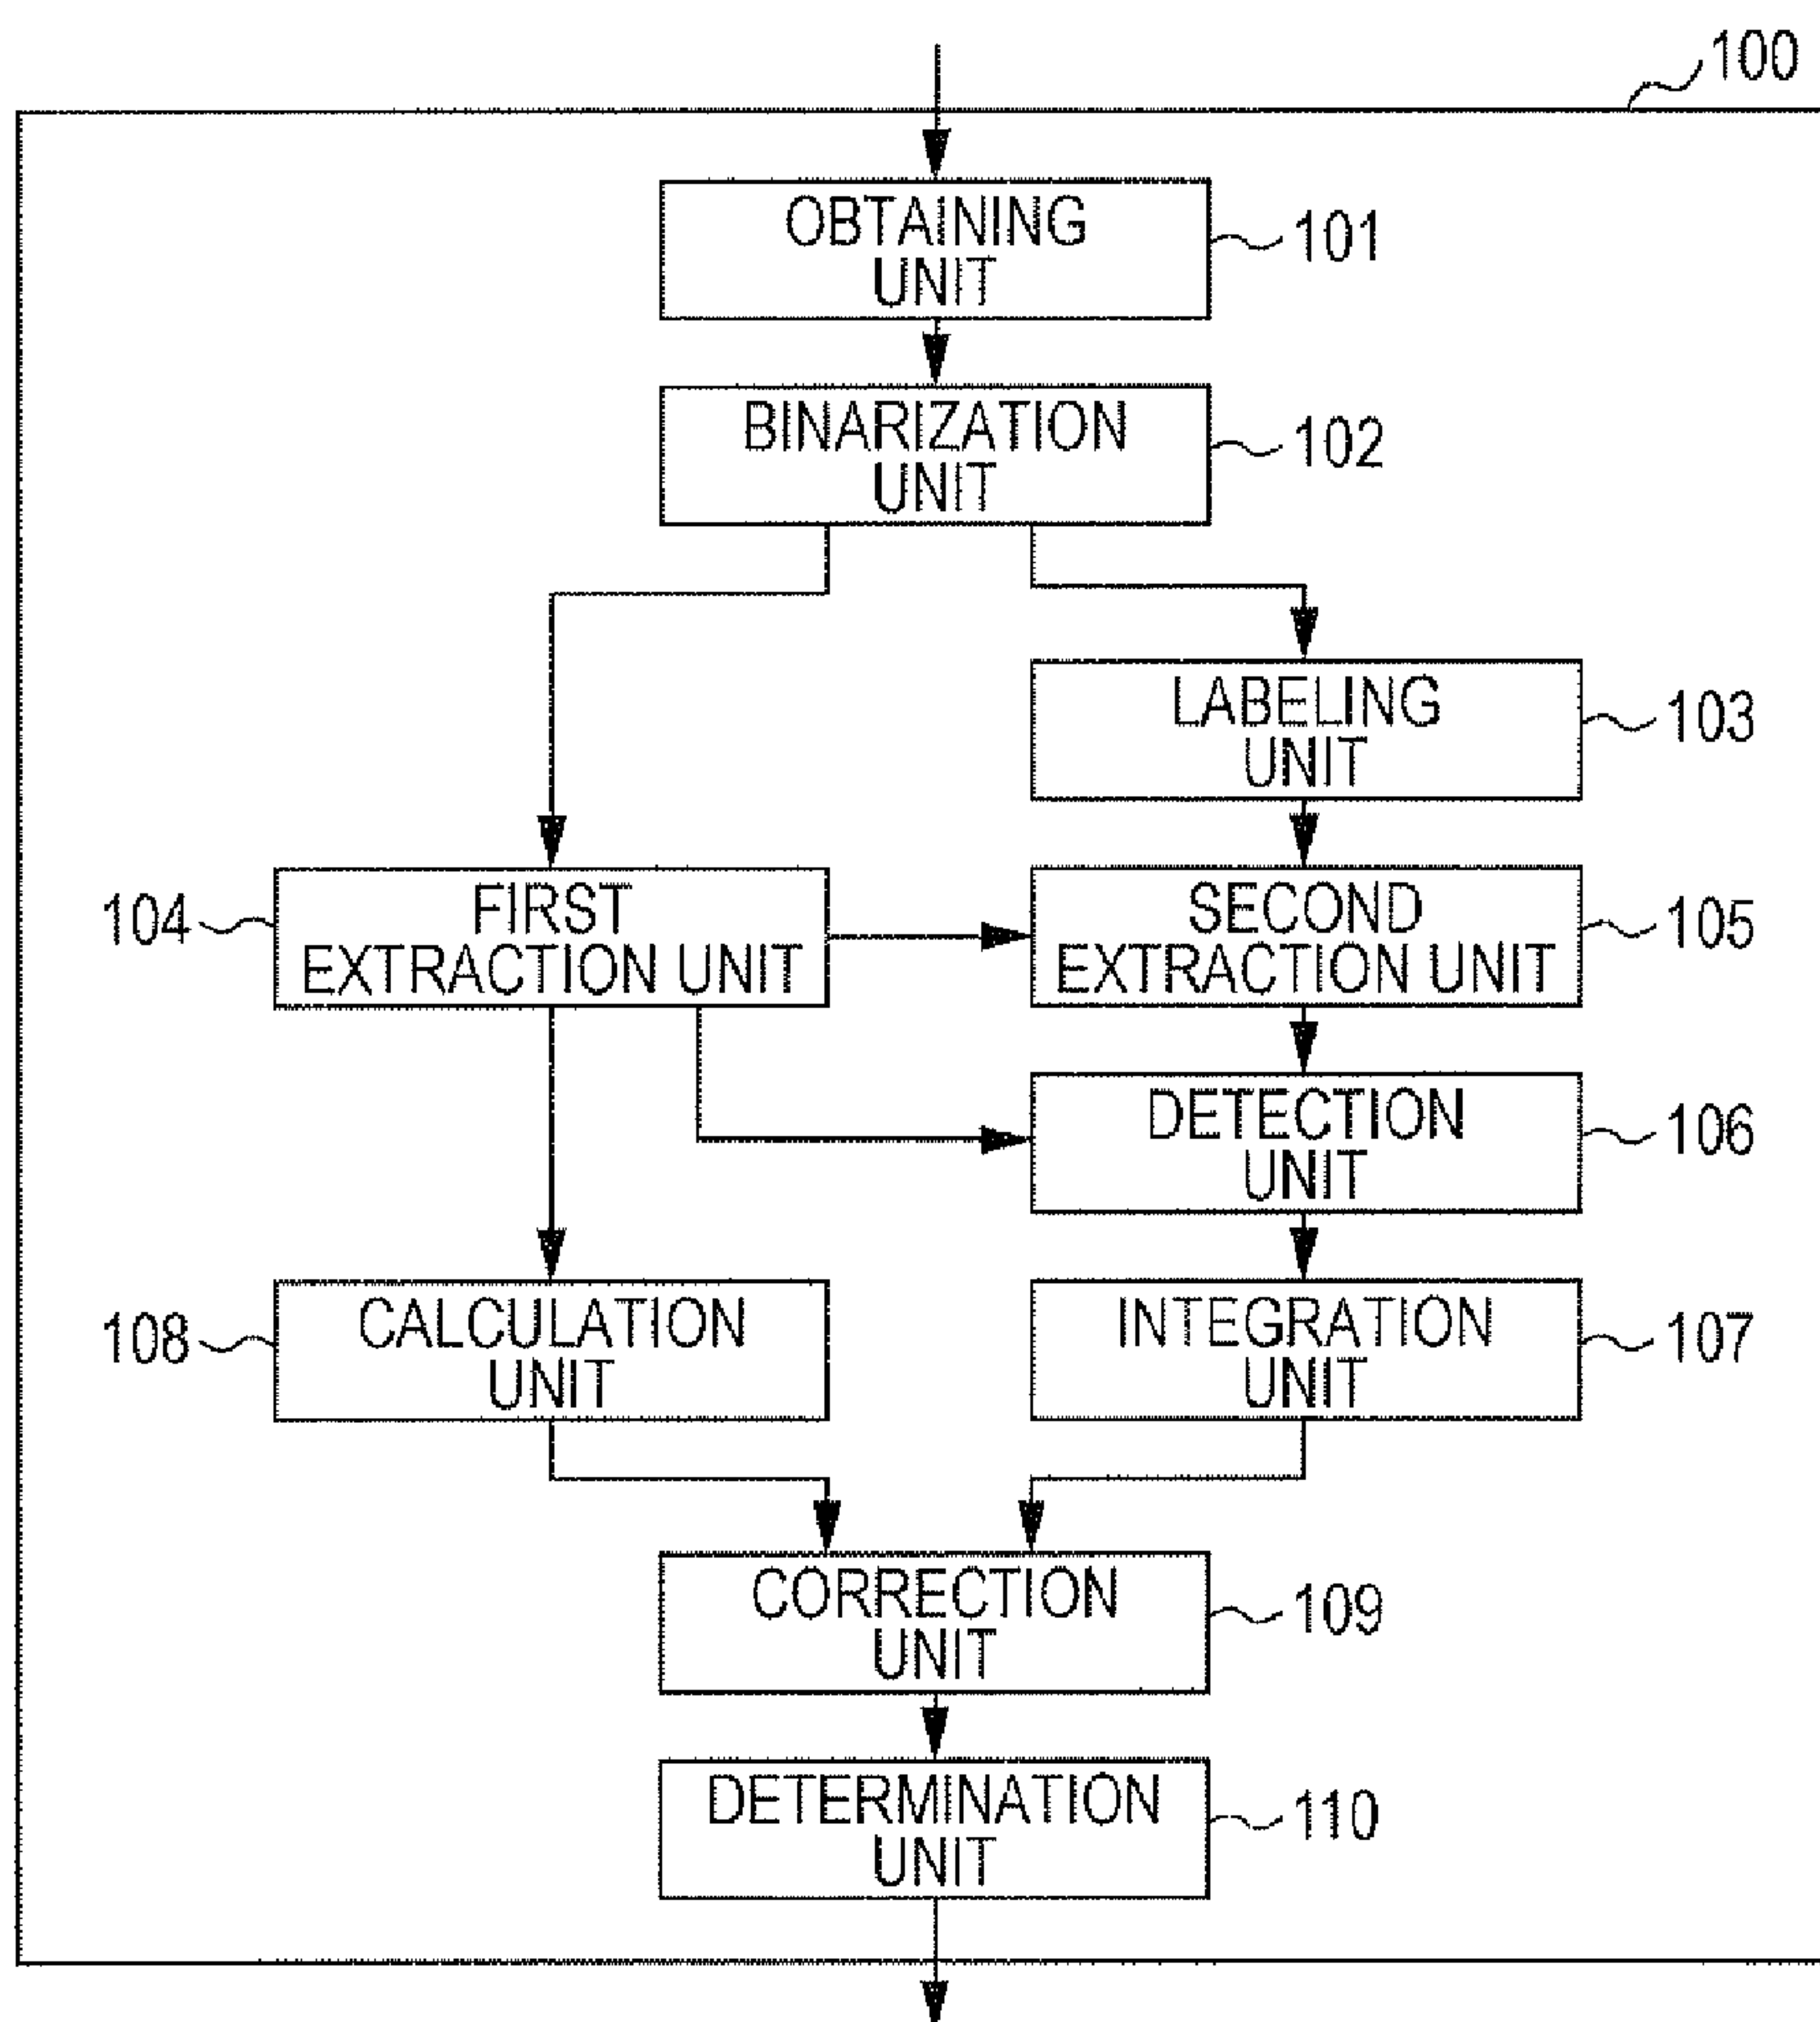 100
OBTAINING
UNIT
101
BINARIZATION
UNIT
102
LABELING
UNIT
103
104
FIRST
EXTRACTION UNIT
SECOND
EXTRACTION UNIT
105
DETECTION
UNIT
106
108
CALCULATION
UNIT
INTEGRATION
UNIT
107
CORRECTION
UNIT
109
DETERMINATION
UNIT
110